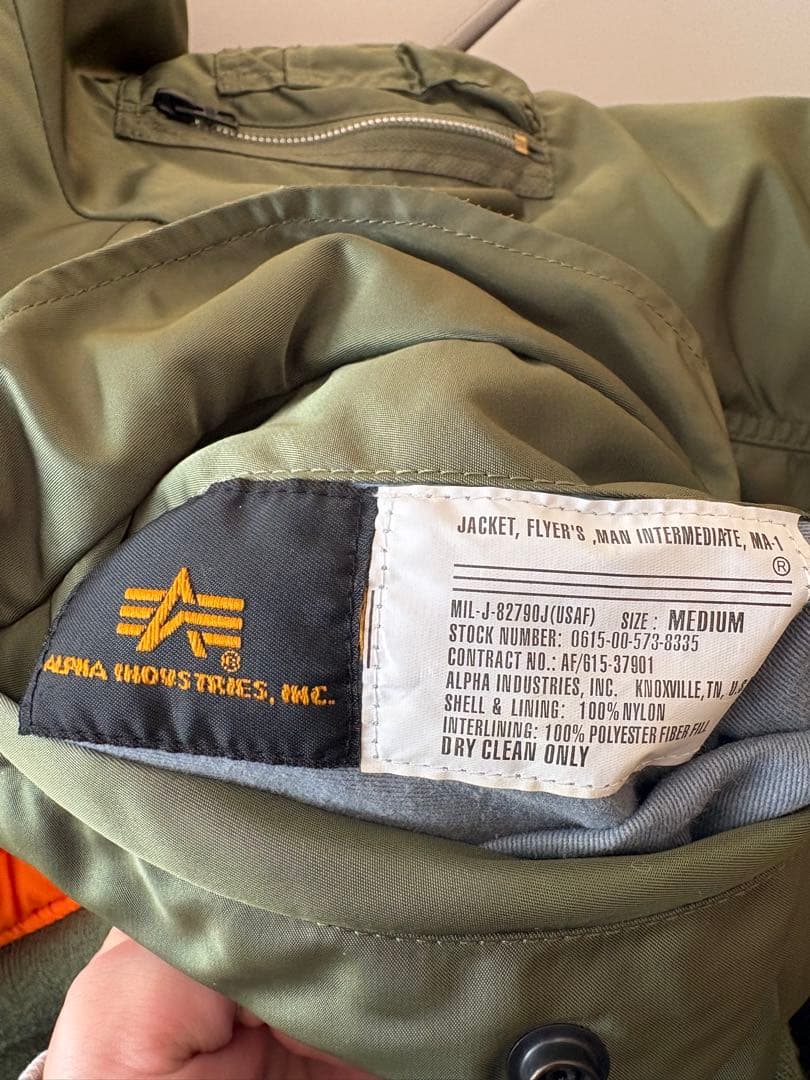 ALPHA INDUSTRIES, INC.
®
JACKET, FLYER'S ,MAN INTERMEDIATE, MA-1
®
MIL-J-82790J(USAF) SIZE : MEDIUM
STOCK NUMBER: 0615-00-573-8335
CONTRACT NO.: AF/615-37901
ALPHA INDUSTRIES, INC. KNOXVILLE,TN, U.S
SHELL & LINING: 100% NYLON
INTERLINING: 100% POLYESTER FIBER FILL
DRY CLEAN ONLY